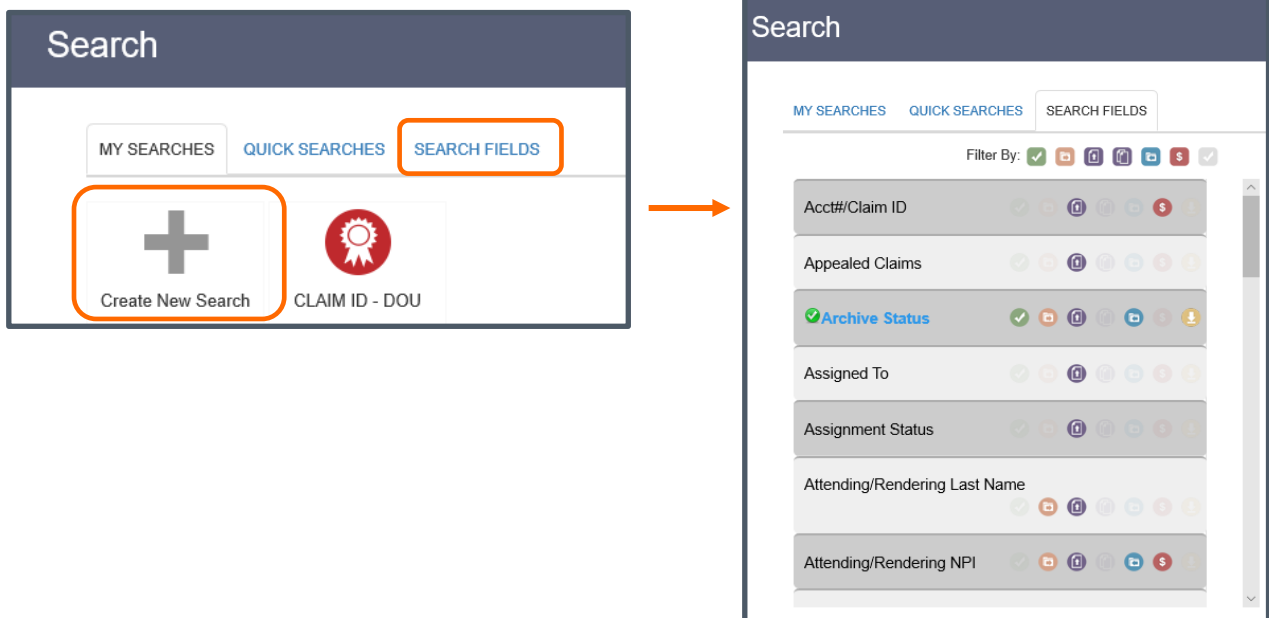 Search
MY SEARCHES QUICK SEARCHES SEARCH FIELDS
Create New Search CLAIM ID - DOU
Search
MY SEARCHES QUICK SEARCHES SEARCH FIELDS
Filter By:
Acct#/Claim ID
Appealed Claims
Archive Status
Assigned To
Assignment Status
Attending/Rendering Last Name
Attending/Rendering NPI